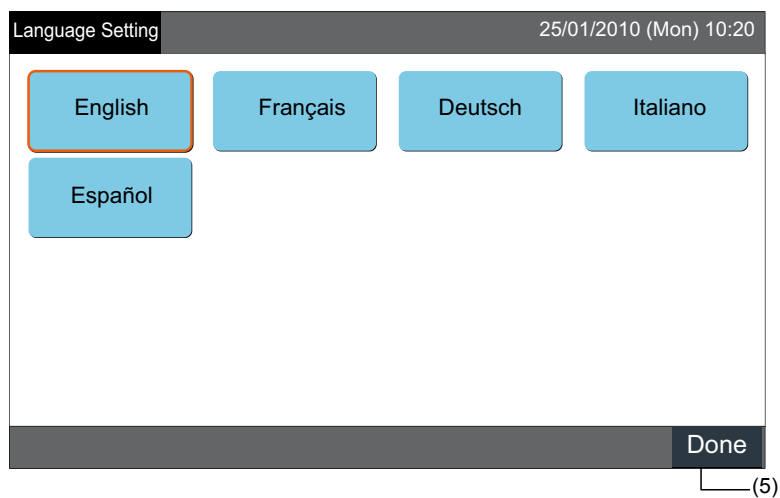 Language Setting 25/01/2010 (Mon) 10:20
English Français Deutsch Italiano
Español
Done
(5)